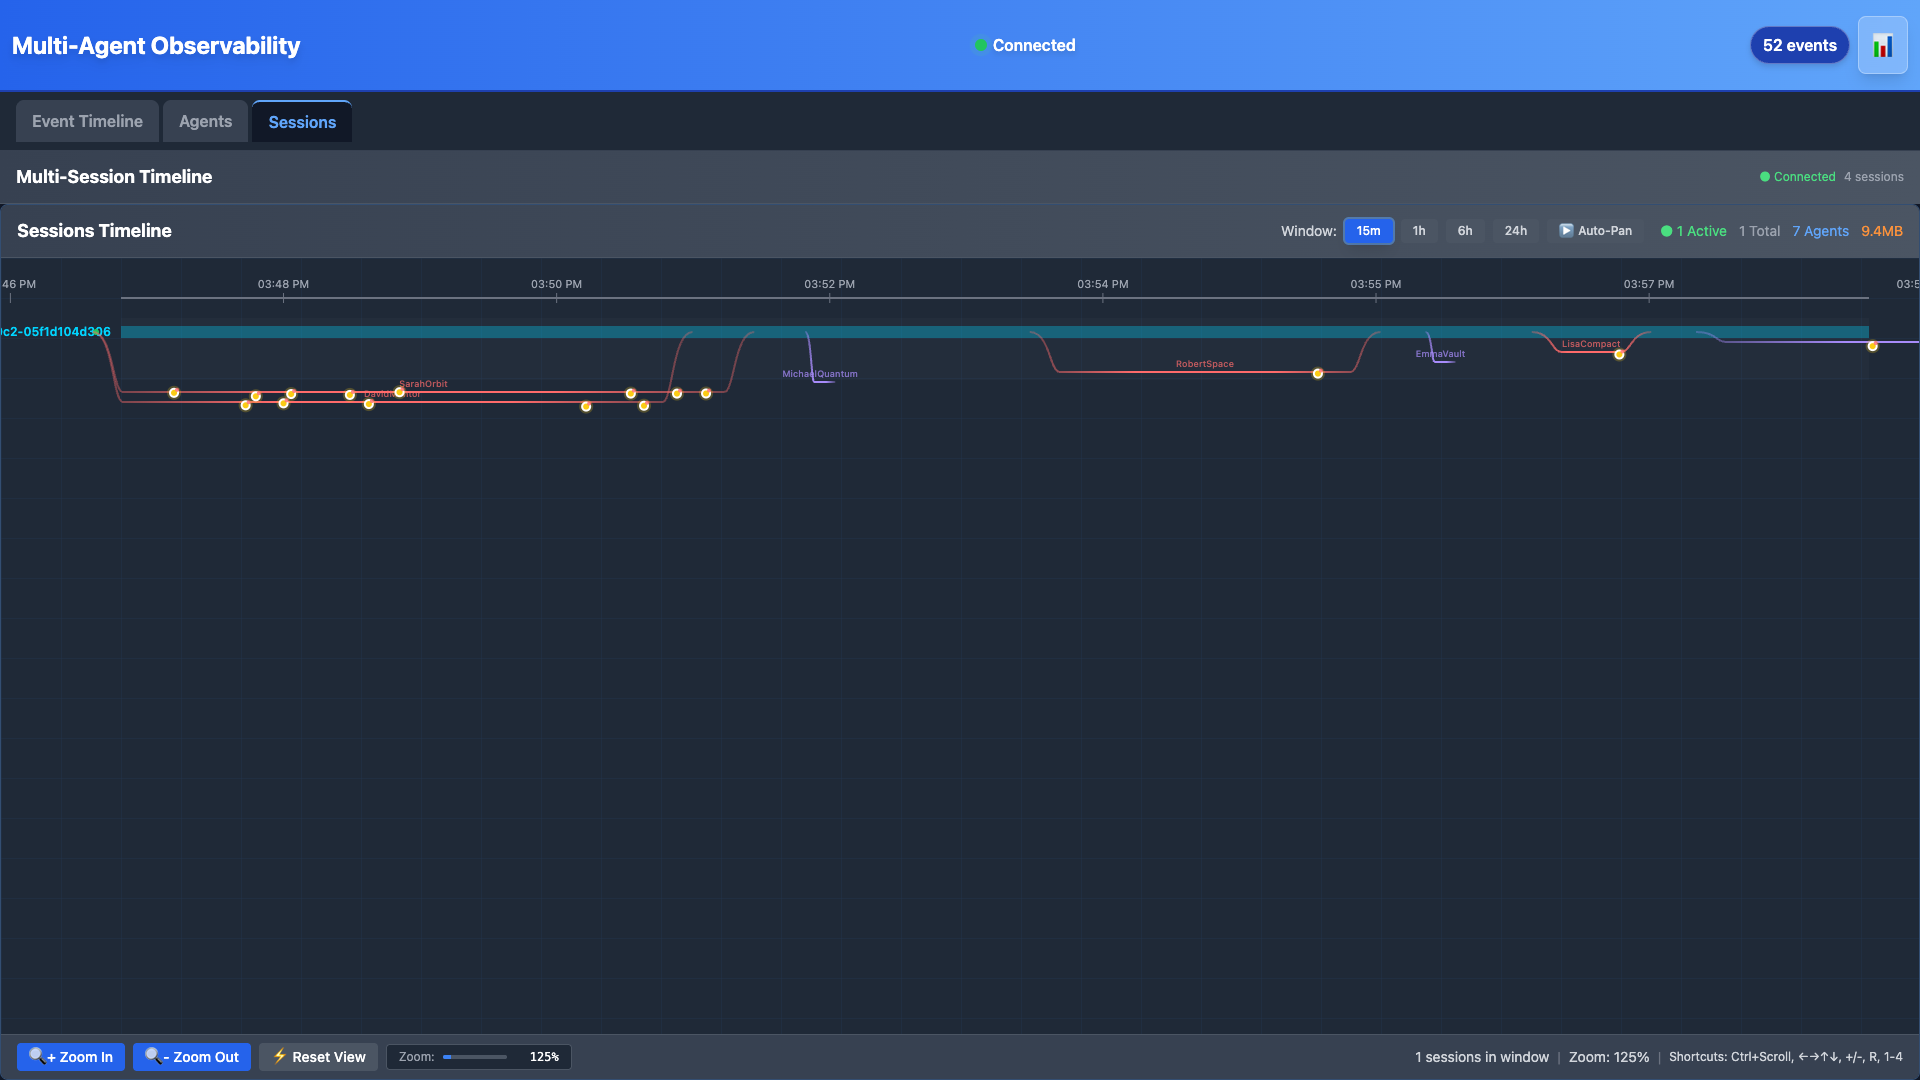 Multi-Agent Observability
Connected
52 events
Event Timeline
Agents
Sessions
Multi-Session Timeline
Connected 4 sessions
Sessions Timeline
Window: 15m 1h 6h 24h Auto-Pan 1 Active 1 Total 7 Agents 9.4MB
46 PM 03:48 PM 03:50 PM 03:52 PM 03:54 PM 03:55 PM 03:57 PM 03:5
c2-05f1d104d306
LisaCompact
EmmaVault
RobertSpace
MichaelQuantum
SarahOrbit
+ Zoom In
- Zoom Out
Reset View
Zoom: 125%
1 sessions in window | Zoom: 125% | Shortcuts: Ctrl+Scroll, ←→↑↓, +/-, R, 1-4